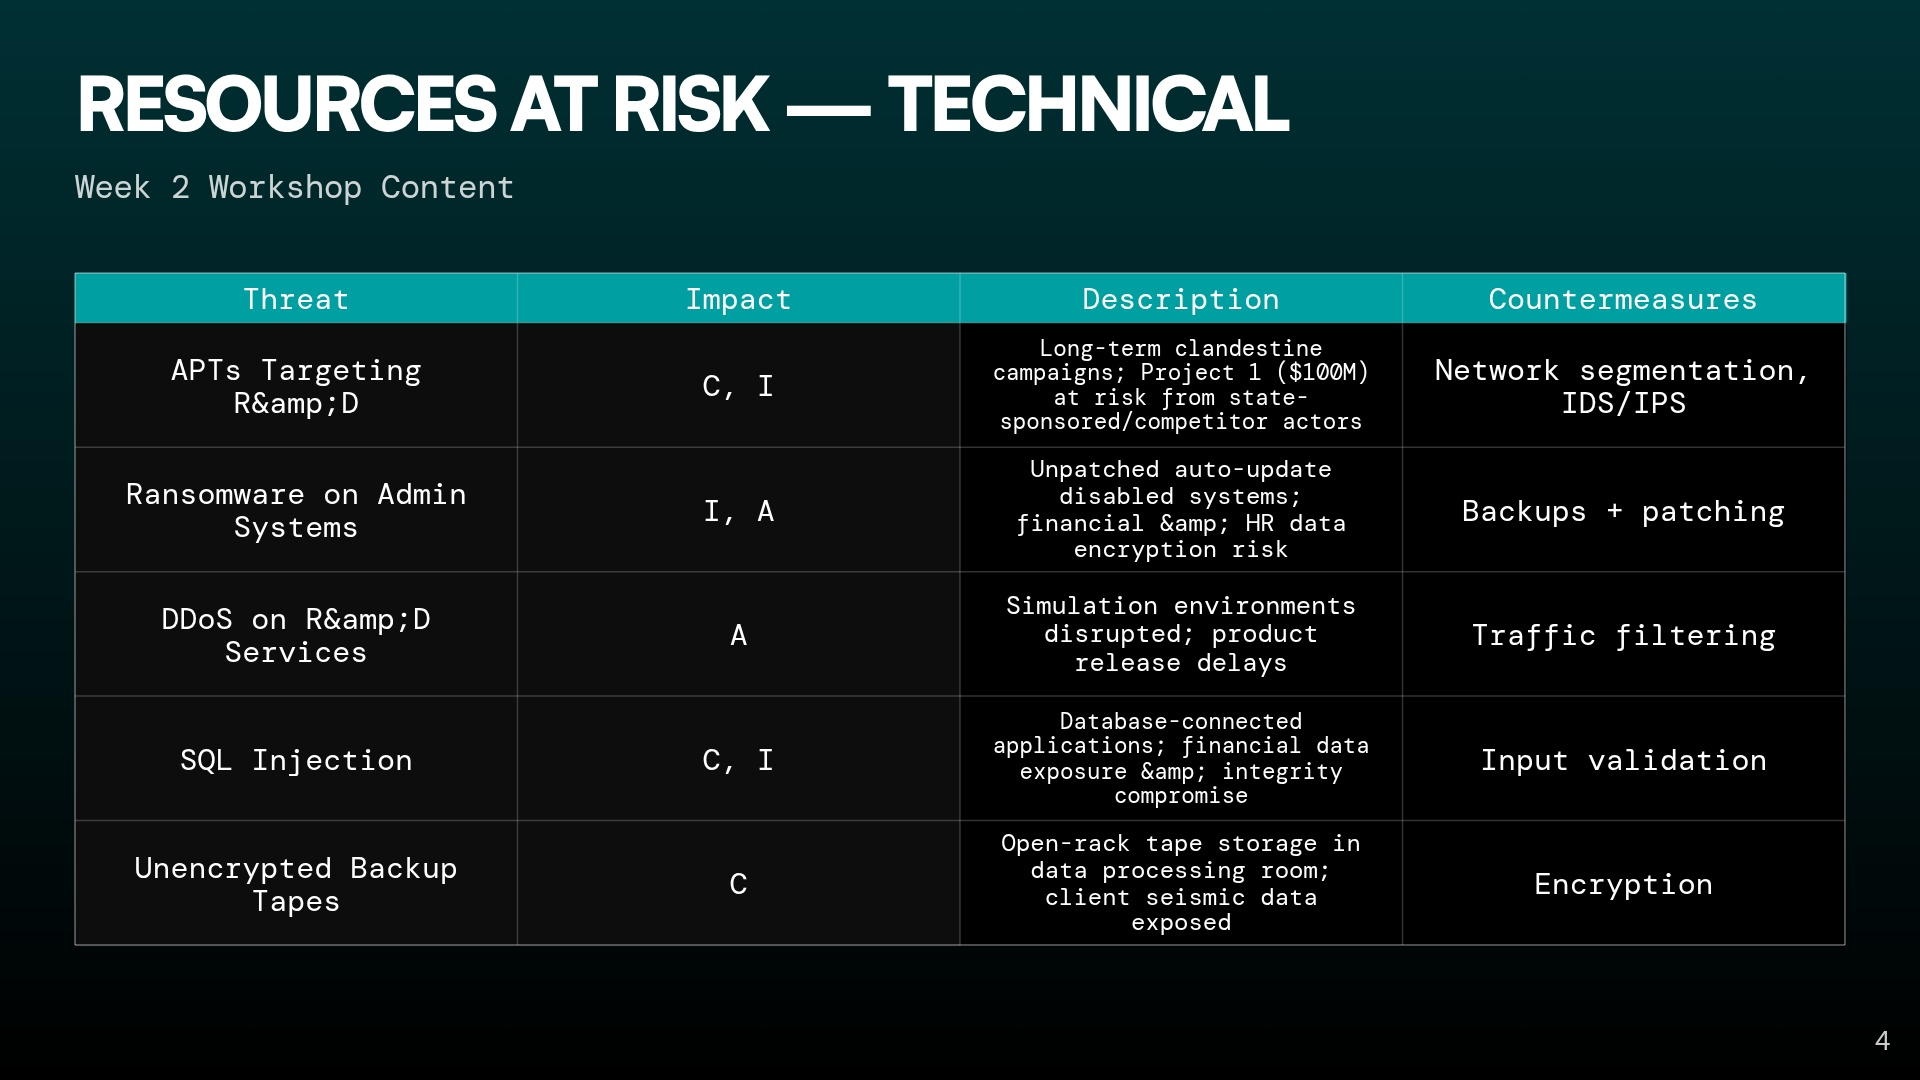 RESOURCES AT RISK — TECHNICAL
Week 2 Workshop Content
Threat
Impact
Description
Countermeasures
APTs Targeting
R&amp;D
C, I
Long-term clandestine
campaigns; Project 1 ($100M)
at risk from state-
sponsored/competitor actors
Network segmentation,
IDS/IPS
Ransomware on Admin
Systems
I, A
Unpatched auto-update
disabled systems;
financial &amp; HR data
encryption risk
Backups + patching
DDoS on R&amp;D
Services
A
Simulation environments
disrupted; product
release delays
Traffic filtering
SQL Injection
C, I
Database-connected
applications; financial data
exposure &amp; integrity
compromise
Input validation
Unencrypted Backup
Tapes
C
Open-rack tape storage in
data processing room;
client seismic data
exposed
Encryption
4